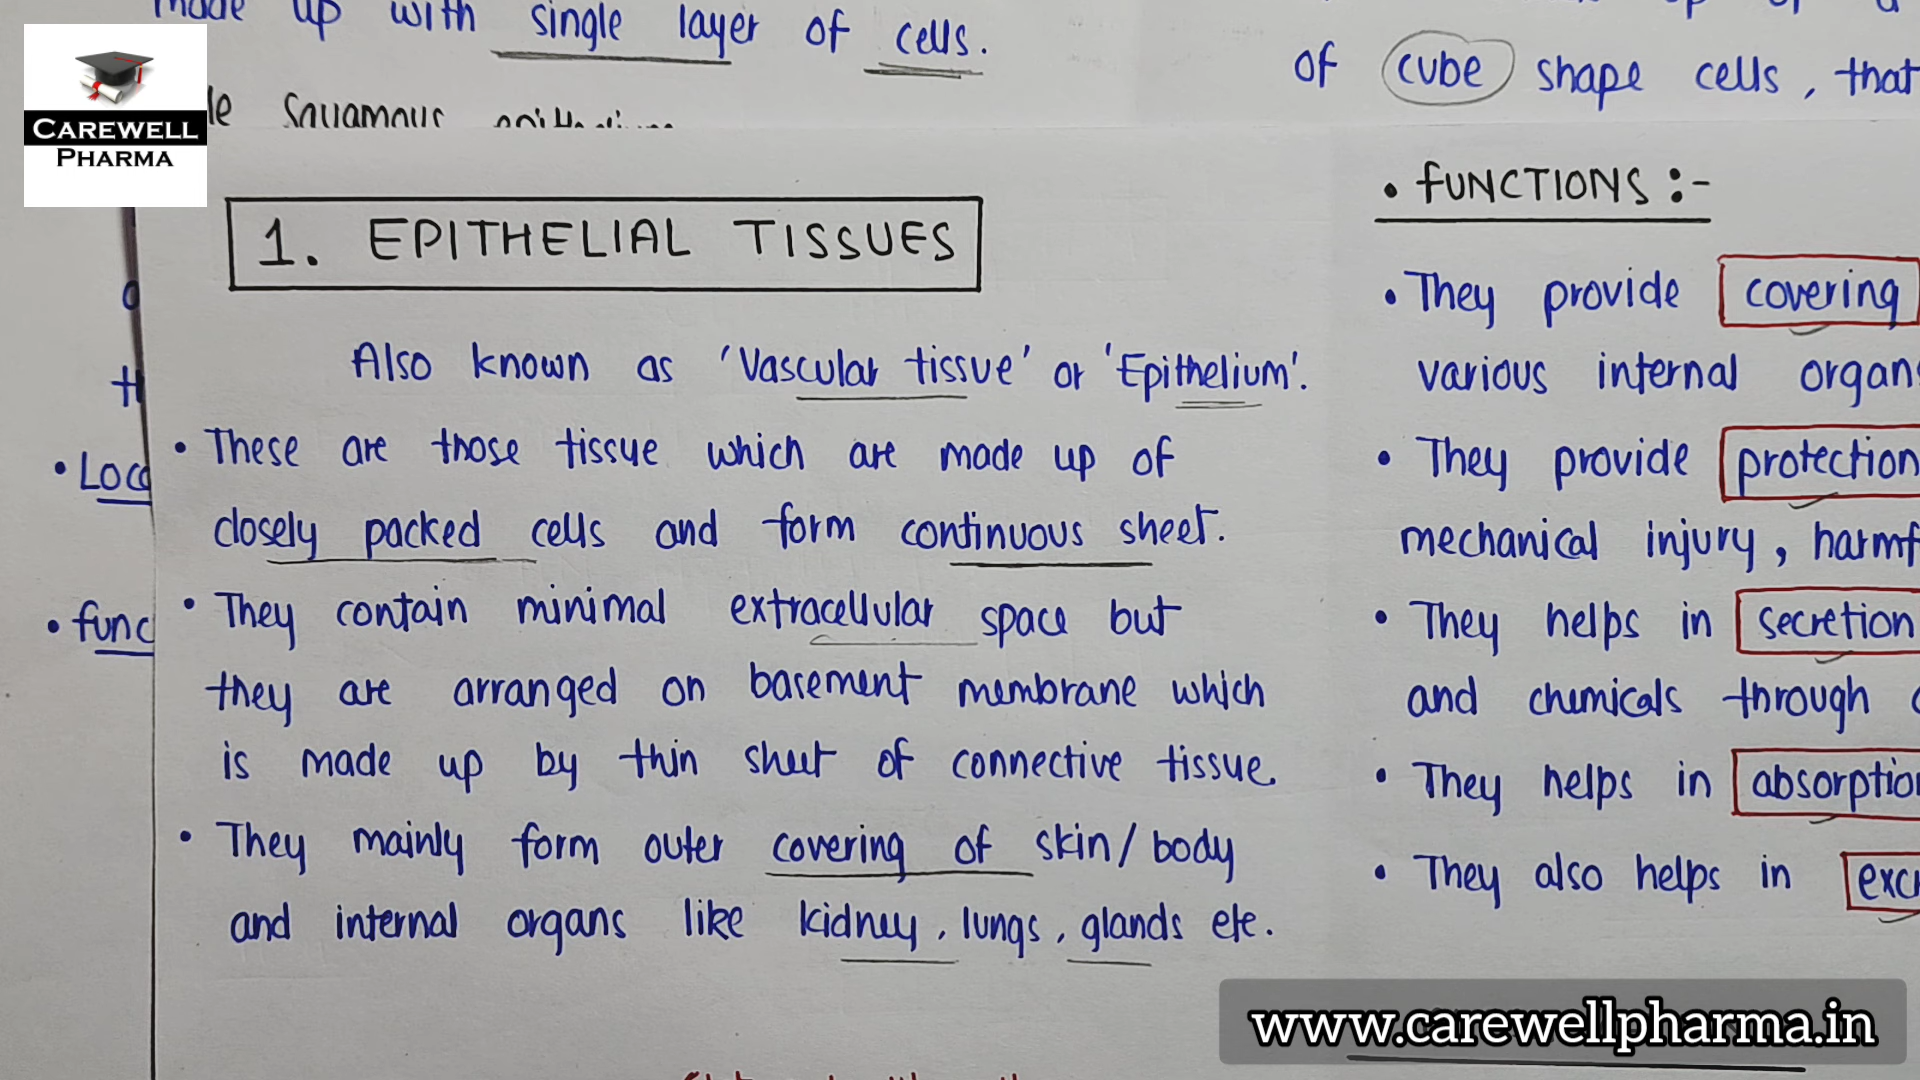 made up with single layer of cells.
Squamous epithelium
of cube shape cells, that
CAREWELL
PHARMA
1. EPITHELIAL TISSUES
Also known as 'Vascular tissue' or 'Epithelium'.
• These are those tissue which are made up of
closely packed cells and form continuous sheet.
• They contain minimal extracellular space but
they are arranged on basement membrane which
is made up by thin sheet of connective tissue.
• They mainly form outer covering of skin/body
and internal organs like kidney, lungs, glands etc.
• FUNCTIONS :-
• They provide covering
various internal organs
• They provide protection
mechanical injury, harmf
• They helps in secretion
and chemicals through
• They helps in absorption
• They also helps in exc
• Loca
• func
www.carewellpharma.in